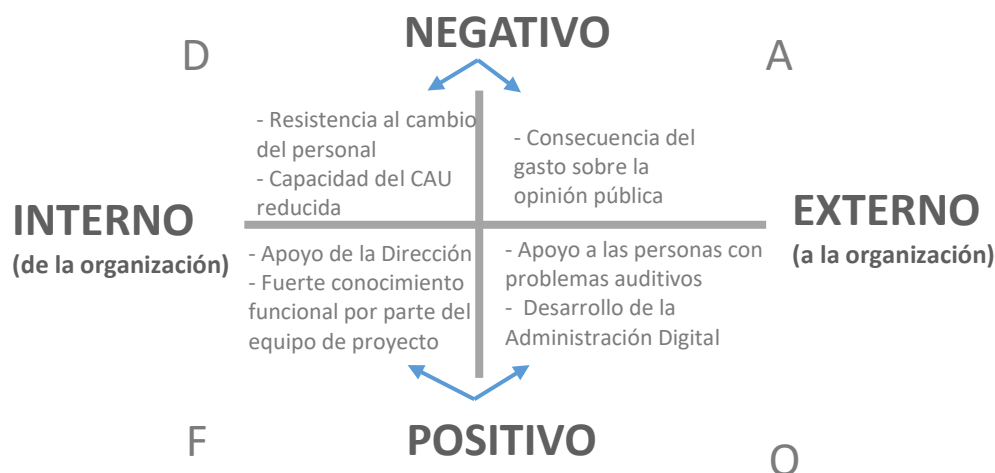 NEGATIVO
D
A
- Resistencia al cambio
del personal
- Capacidad del CAU
reducida
- Consecuencia del
gasto sobre la
opinión pública
INTERNO
(de la organización)
EXTERNO
(a la organización)
- Apoyo de la Dirección
- Fuerte conocimiento
funcional por parte del
equipo de proyecto
- Apoyo a las personas con
problemas auditivos
- Desarrollo de la
Administración Digital
F
POSITIVO
O